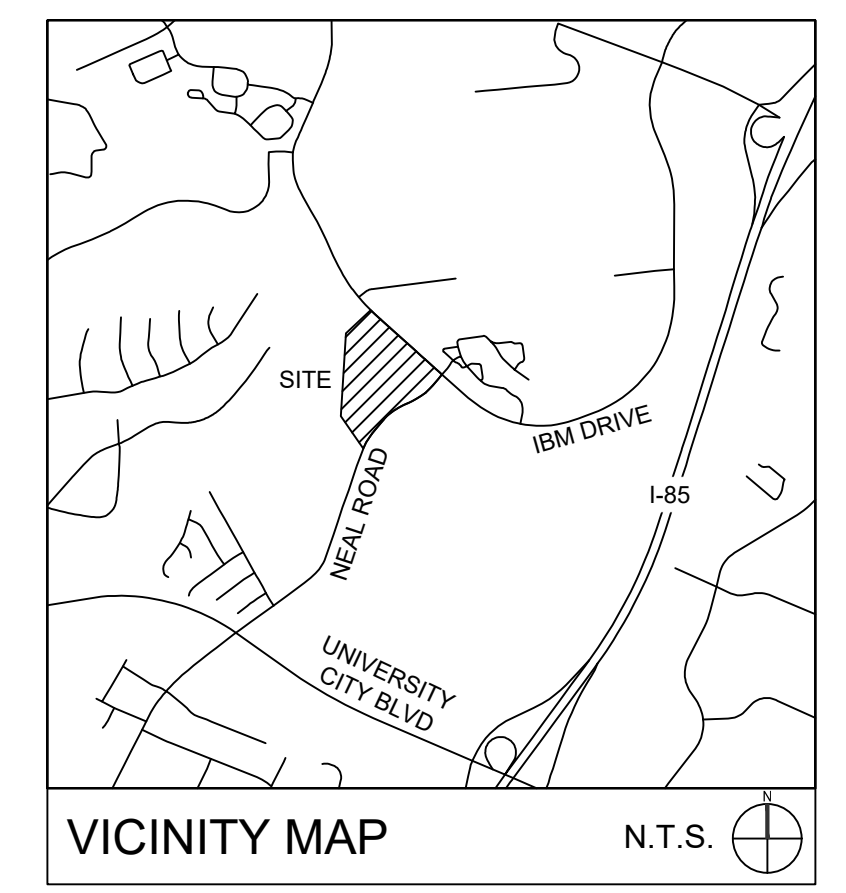 SITE
IBM DRIVE
NEAL ROAD
I-85
UNIVERSITY
CITY BLVD
VICINITY MAP
N.T.S.
N